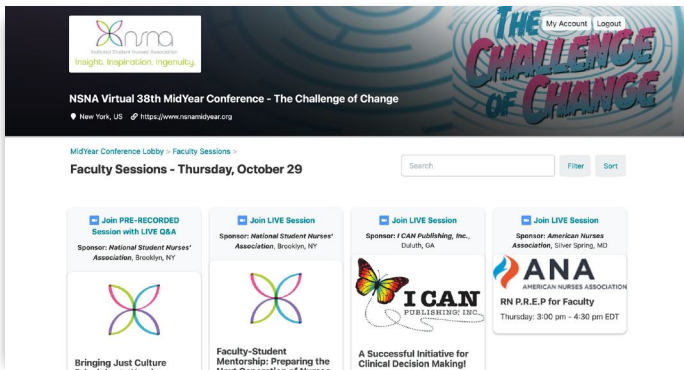 nsna
National Student Nurses Association
Insight. Inspiration. Ingenuity.
THE CHALLENGE OF CHANGE
My Account Logout
NSNA Virtual 38th MidYear Conference - The Challenge of Change
New York, US https://www.nsnamidyear.org
MidYear Conference Lobby > Faculty Sessions >
Faculty Sessions - Thursday, October 29
Search
Filter
Sort
Join PRE-RECORDED
Session with LIVE Q&A
Sponsor: National Student Nurses'
Association, Brooklyn, NY
Bringing Just Culture
Join LIVE Session
Sponsor: National Student Nurses'
Association, Brooklyn, NY
Faculty-Student
Mentorship: Preparing the
Next Generation of Nurses
Join LIVE Session
Sponsor: I CAN Publishing, Inc.,
Duluth, GA
I CAN
PUBLISHING, INC.
A Successful Initiative for
Clinical Decision Making!
Join LIVE Session
Sponsor: American Nurses
Association, Silver Spring, MD
ANA
AMERICAN NURSES ASSOCIATION
RN P.R.E.P for Faculty
Thursday: 3:00 pm - 4:30 pm EDT